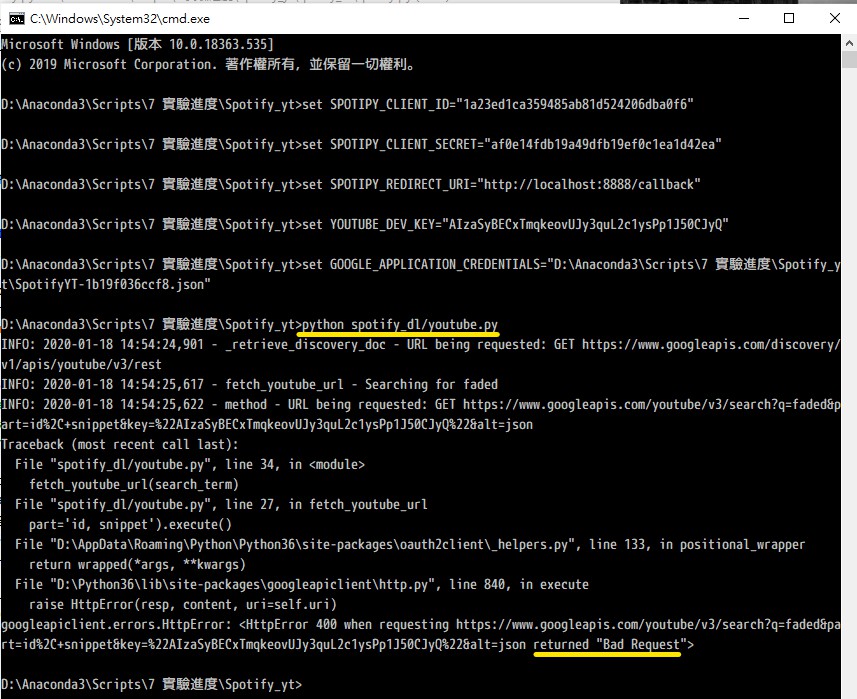 C:\Windows\System32\cmd.exe
Microsoft Windows [版本 10.0.18363.535]
(c) 2019 Microsoft Corporation. 著作權所有，並保留一切權利。
D:\Anaconda3\Scripts\7 實驗進度\Spotify_yt>set SPOTIPY_CLIENT_ID="1a23ed1ca359485ab81d524206dba0f6"
D:\Anaconda3\Scripts\7 實驗進度\Spotify_yt>set SPOTIPY_CLIENT_SECRET="af0e14fdb19a49dfb19ef0c1ea1d42ea"
D:\Anaconda3\Scripts\7 實驗進度\Spotify_yt>set SPOTIPY_REDIRECT_URI="http://localhost:8888/callback"
D:\Anaconda3\Scripts\7 實驗進度\Spotify_yt>set YOUTUBE_DEV_KEY="AIzaSyBECxTmqkeovUJy3quL2c1ysPp1J50CJyQ"
D:\Anaconda3\Scripts\7 實驗進度\Spotify_yt>set GOOGLE_APPLICATION_CREDENTIALS="D:\Anaconda3\Scripts\7 實驗進度\Spotify_y
t\SpotifyYT-1b19f036ccf8.json"
D:\Anaconda3\Scripts\7 實驗進度\Spotify_yt>python spotify_dl/youtube.py
INFO: 2020-01-18 14:54:24,901 - _retrieve_discovery_doc - URL being requested: GET https://www.googleapis.com/discovery/
v1/apis/youtube/v3/rest
INFO: 2020-01-18 14:54:25,617 - fetch_youtube_url - Searching for faded
INFO: 2020-01-18 14:54:25,622 - method - URL being requested: GET https://www.googleapis.com/youtube/v3/search?q=faded&p
art=id%2C+snippet&key=%22AIzaSyBECxTmqkeovUJy3quL2c1ysPp1J50CJyQ%22&alt=json
Traceback (most recent call last):
  File "spotify_dl/youtube.py", line 34, in <module>
    fetch_youtube_url(search_term)
  File "spotify_dl/youtube.py", line 27, in fetch_youtube_url
    part='id, snippet').execute()
  File "D:\AppData\Roaming\Python\Python36\site-packages\oauth2client\_helpers.py", line 133, in positional_wrapper
    return wrapped(*args, **kwargs)
  File "D:\Python36\lib\site-packages\googleapiclient\http.py", line 840, in execute
    raise HttpError(resp, content, uri=self.uri)
googleapiclient.errors.HttpError: <HttpError 400 when requesting https://www.googleapis.com/youtube/v3/search?q=faded&pa
rt=id%2C+snippet&key=%22AIzaSyBECxTmqkeovUJy3quL2c1ysPp1J50CJyQ%22&alt=json returned "Bad Request">
D:\Anaconda3\Scripts\7 實驗進度\Spotify_yt>